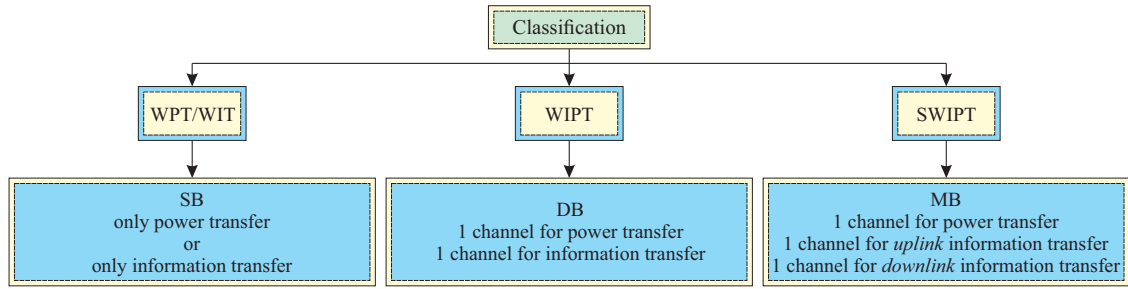 Classification
WPT/WIT
WIPT
SWIPT
SB
only power transfer
or
only information transfer
DB
1 channel for power transfer
1 channel for information transfer
MB
1 channel for power transfer
1 channel for uplink information transfer
1 channel for downlink information transfer